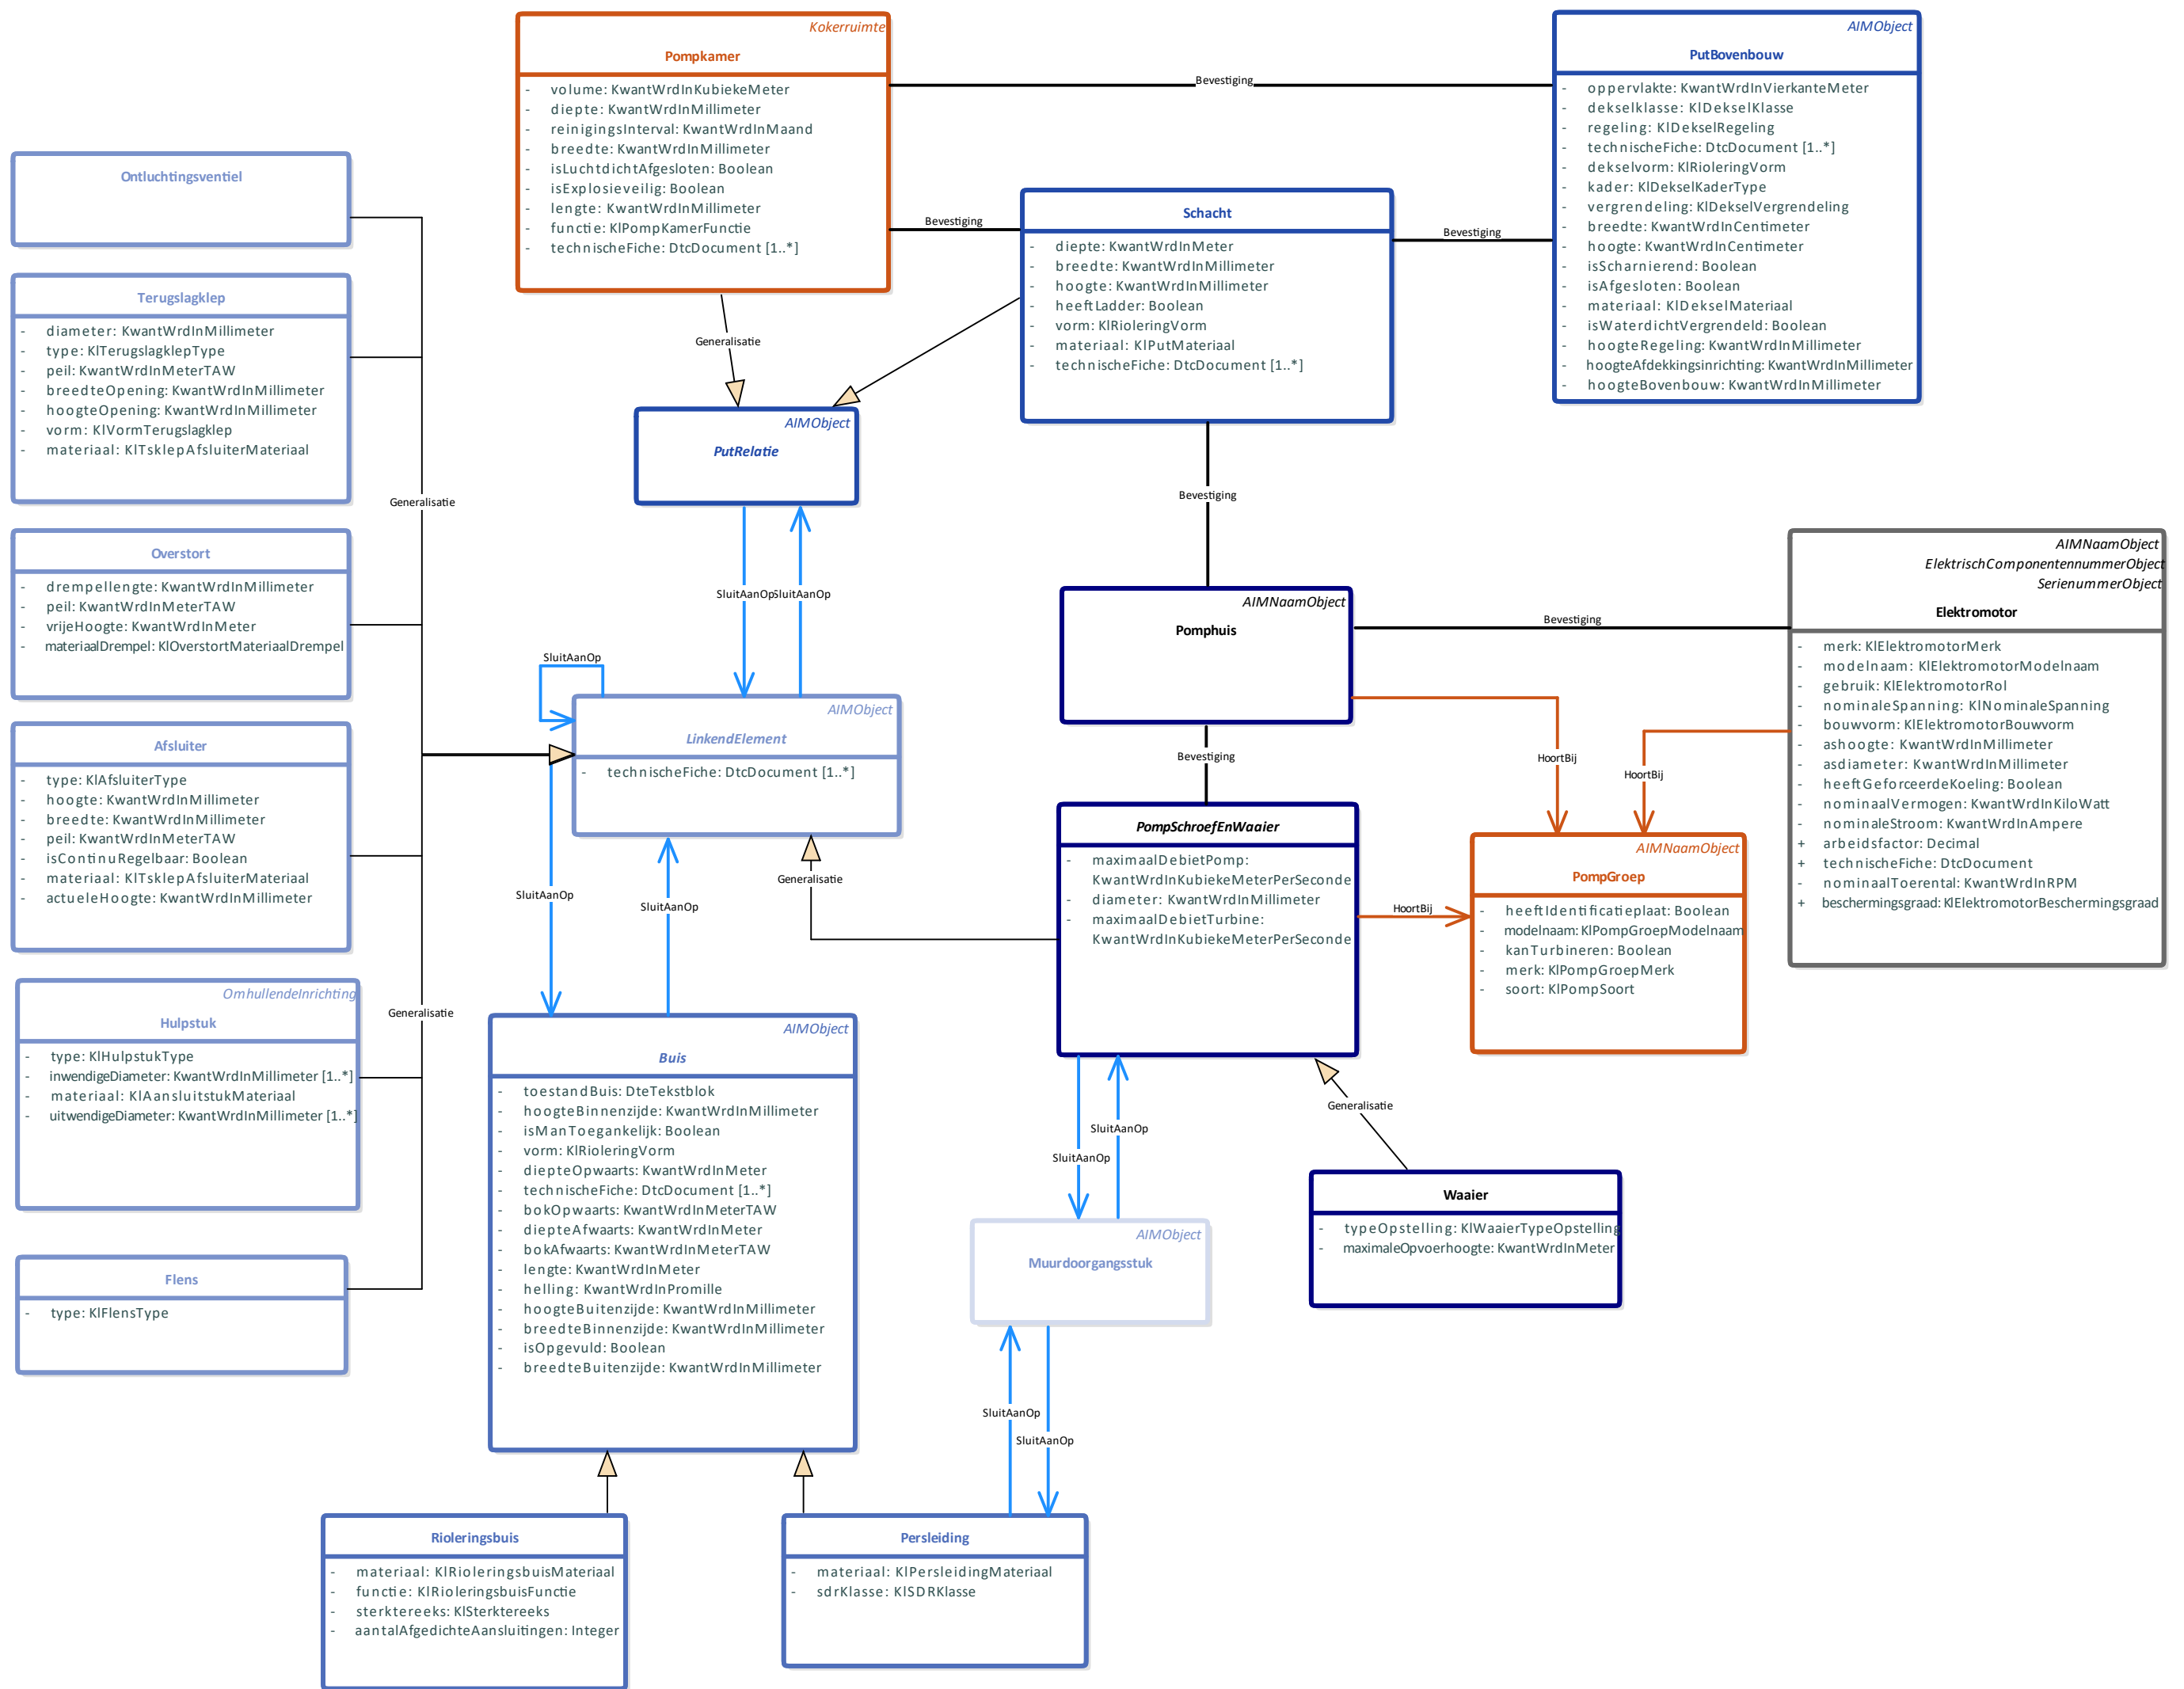 Kokerruimte
Pompkamer
- volume: KwantWrdInKubiekeMeter
- diepte: KwantWrdInMillimeter
- reinigingsInterval: KwantWrdInMaand
- breedte: KwantWrdInMillimeter
- isLuchtdichtAfgesloten: Boolean
- isExplosieveilig: Boolean
- lengte: KwantWrdInMillimeter
- functie: KlPompKamerFunctie
- technischeFiche: DtcDocument [1..*]
Bevestiging
AIMObject
PutBovenbouw
- oppervlakte: KwantWrdInVierkanteMeter
- dekselklasse: KlDekselKlasse
- regeling: KlDekselRegeling
- technischeFiche: DtcDocument [1..*]
- dekselvorm: KlRioleringVorm
- kader: KlDekselKaderType
- vergrendeling: KlDekselVergrendeling
- breedte: KwantWrdInCentimeter
- hoogte: KwantWrdInCentimeter
- isScharnierend: Boolean
- isAfgesloten: Boolean
- materiaal: KlDekselMateriaal
- isWaterdichtVergrendeld: Boolean
- hoogteRegeling: KwantWrdInMillimeter
- hoogteAfdekkingsinrichting: KwantWrdInMillimeter
- hoogteBovenbouw: KwantWrdInMillimeter
Bevestiging
Bevestiging
Schacht
- diepte: KwantWrdInMeter
- breedte: KwantWrdInMillimeter
- hoogte: KwantWrdInMillimeter
- heeftLadder: Boolean
- vorm: KlRioleringVorm
- materiaal: KlPutMateriaal
- technischeFiche: DtcDocument [1..*]
Ontluchtingsventiel
Terugslagklep
- diameter: KwantWrdInMillimeter
- type: KlTerugslagklepType
- peil: KwantWrdInMeterTAW
- breedteOpening: KwantWrdInMillimeter
- hoogteOpening: KwantWrdInMillimeter
- vorm: KlVormTerugslagklep
- materiaal: KlTsklepAfsluiterMateriaal
Generalisatie
Generalisatie
AIMObject
PutRelatie
Bevestiging
Overstort
- drempellengte: KwantWrdInMillimeter
- peil: KwantWrdInMeterTAW
- vrijeHoogte: KwantWrdInMeter
- materiaalDrempel: KlOverstortMateriaalDrempel
SluitAanOp
SluitAanOp
SluitAanOp
AIMNaamObject
Pomphuis
Bevestiging
AIMNaamObject
ElektrischComponentennummerObject
SerienummerObject
Elektromotor
- merk: KlElektromotorMerk
- modelnaam: KlElektromotorModelnaam
- gebruik: KlElektromotorRol
- nominaleSpanning: KlNominaleSpanning
- bouwvorm: KlElektromotorBouwvorm
- ashoogte: KwantWrdInMillimeter
- asdiameter: KwantWrdInMillimeter
- heeftGeforceerdeKoeling: Boolean
- nominaalVermogen: KwantWrdInKiloWatt
- nominaleStroom: KwantWrdInAmpere
+ arbeidsfactor: Decimal
+ technischeFiche: DtcDocument
- nominaalToerental: KwantWrdInRPM
+ beschermingsgraad: KlElektromotorBeschermingsgraad
Afsluiter
- type: KlAfsluiterType
- hoogte: KwantWrdInMillimeter
- breedte: KwantWrdInMillimeter
- peil: KwantWrdInMeterTAW
- isContinuRegelbaar: Boolean
- materiaal: KlTsklepAfsluiterMateriaal
- actueleHoogte: KwantWrdInMillimeter
AIMObject
LinkendElement
- technischeFiche: DtcDocument [1..*]
Bevestiging
HoortBij
HoortBij
PompSchroefEnWaaier
- maximaalDebietPomp:
KwantWrdInKubiekeMeterPerSeconde
- diameter: KwantWrdInMillimeter
- maximaalDebietTurbine:
KwantWrdInKubiekeMeterPerSeconde
HoortBij
AIMNaamObject
PompGroep
- heeftIdentificatieplaat: Boolean
- modelnaam: KlPompGroepModelnaam
- kanTurbineren: Boolean
- merk: KlPompGroepMerk
- soort: KlPompSoort
Generalisatie
SluitAanOp
SluitAanOp
OmhullendeInrichting
Hulpstuk
- type: KlHulpstukType
- inwendigeDiameter: KwantWrdInMillimeter [1..*]
- materiaal: KlAansluitstukMateriaal
- uitwendigeDiameter: KwantWrdInMillimeter [1..*]
Generalisatie
AIMObject
Buis
- toestandBuis: DteTekstblok
- hoogteBinnenzijde: KwantWrdInMillimeter
- isManToegankelijk: Boolean
- vorm: KlRioleringVorm
- diepteOpwaarts: KwantWrdInMeter
- technischeFiche: DtcDocument [1..*]
- bokOpwaarts: KwantWrdInMeterTAW
- diepteAfwaarts: KwantWrdInMeter
- bokAfwaarts: KwantWrdInMeterTAW
- lengte: KwantWrdInMeter
- helling: KwantWrdInPromille
- hoogteBuitenzijde: KwantWrdInMillimeter
- breedteBinnenzijde: KwantWrdInMillimeter
- isOpgevuld: Boolean
- breedteBuitenzijde: KwantWrdInMillimeter
Generalisatie
SluitAanOp
SluitAanOp
Waaier
- typeOpstelling: KlWaaierTypeOpstelling
- maximaleOpvoerhoogte: KwantWrdInMeter
AIMObject
Muurdoorgangsstuk
Flens
- type: KlFlensType
SluitAanOp
SluitAanOp
Rioleringsbuis
- materiaal: KlRioleringsbuisMateriaal
- functie: KlRioleringsbuisFunctie
- sterktereeks: KlSterktereeks
- aantalAfgedichteAansluitingen: Integer
Persleiding
- materiaal: KlPersleidingMateriaal
- sdrKlasse: KlSDRKlasse